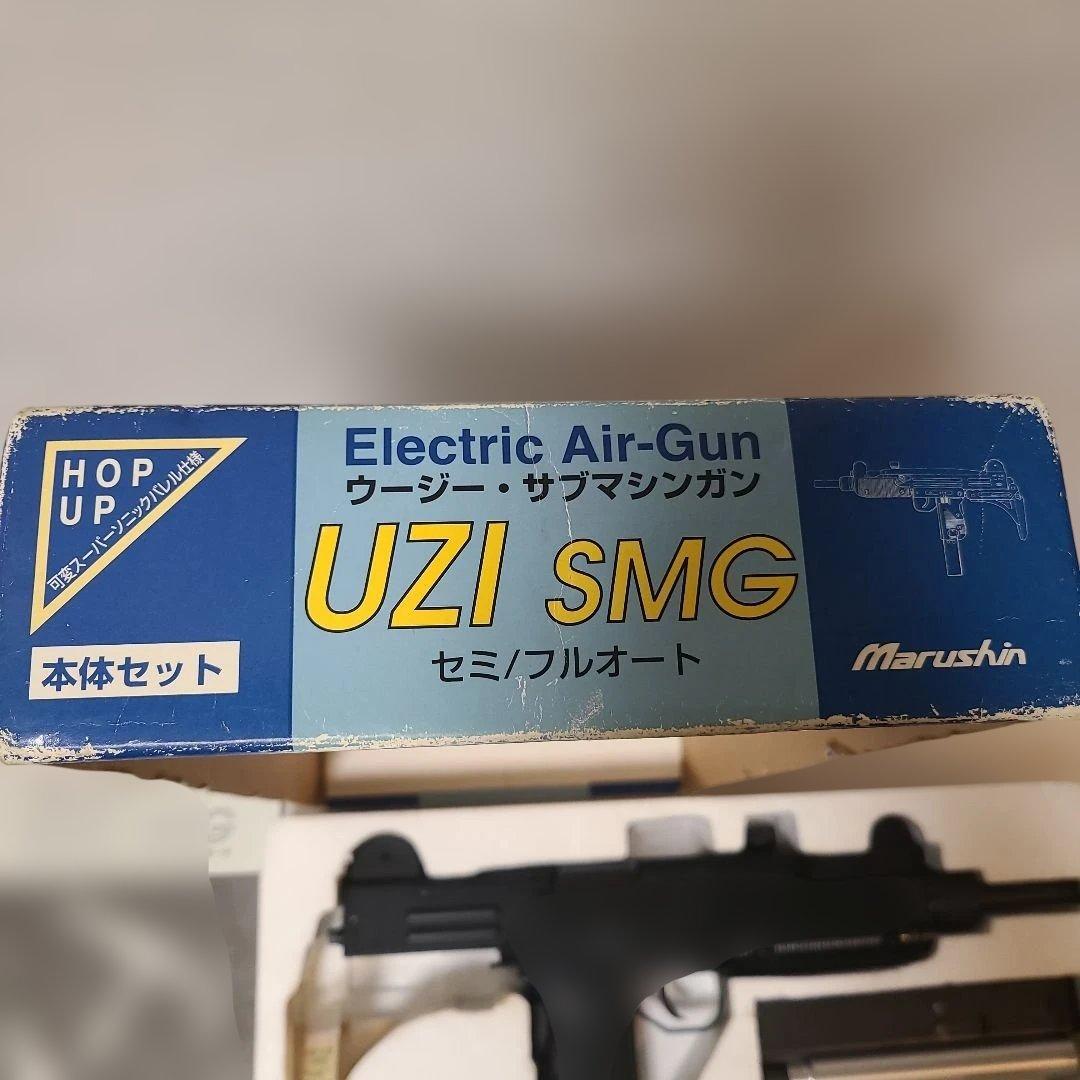 HOP
UP
可変スーパーソニックバレル仕様
本体セット
Electric Air-Gun
ウージー・サブマシンガン
UZI SMG
セミ/フルオート
Marushin